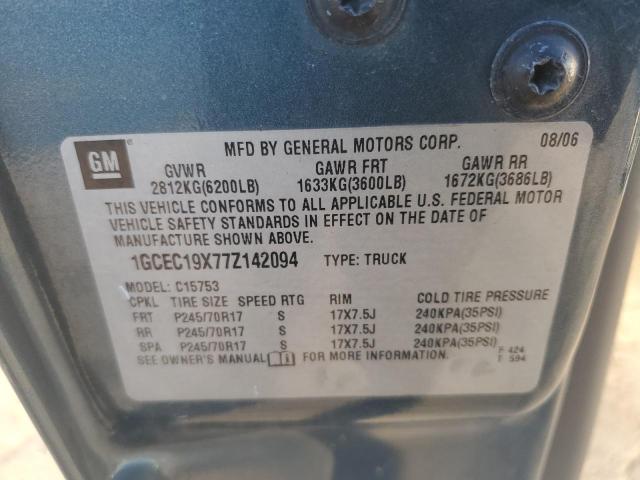 GM
MFD BY GENERAL MOTORS CORP. 08/06
GVWR GAWR FRT GAWR RR
2812KG(6200LB) 1633KG(3600LB) 1672KG(3686LB)
THIS VEHICLE CONFORMS TO ALL APPLICABLE U.S. FEDERAL MOTOR
VEHICLE SAFETY STANDARDS IN EFFECT ON THE DATE OF
MANUFACTURE SHOWN ABOVE.
1GCEC19X77Z142094 TYPE: TRUCK
MODEL: C15753
CPKL TIRE SIZE SPEED RTG RIM COLD TIRE PRESSURE
FRT P245/70R17 S 17X7.5J 240KPA(35PSI)
RR P245/70R17 S 17X7.5J 240KPA(35PSI)
SPA P245/70R17 S 17X7.5J 240KPA(35PSI)
SEE OWNER'S MANUAL FOR MORE INFORMATION.
F: 424
T: 594